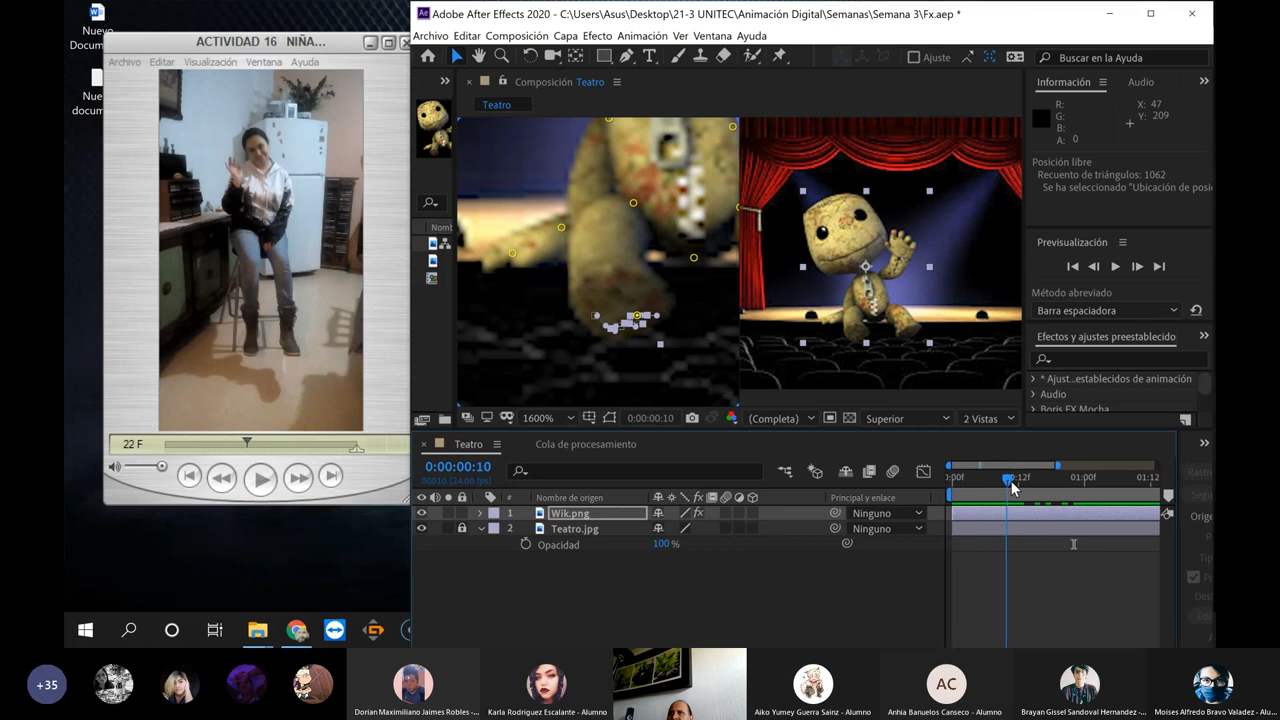 Adobe After Effects 2020 - C:\Users\Asus\Desktop\21-3 UNITEC\Animación Digital\Semanas\Semana 3\Fx.aep *
Archivo Editar Composición Capa Efecto Animación Ver Ventana Ayuda
Nuevo
Docum
Nue
docum
ACTIVIDAD 16 NIÑA...
Archivo Editar Visualización Ventana Ayuda
22 F
Ajuste
Buscar en la Ayuda
Composición Teatro
Teatro
Nomb
1600%
0:00:00:10
(Completa)
Superior
2 Vistas
Información
Audio
R:
G:
B:
A: 0
X: 47
Y: 209
Posición libre
Recuento de triángulos: 1062
Se ha seleccionado "Ubicación de posi
Previsualización
Método abreviado
Barra espaciadora
Efectos y ajustes preestablecido
* Ajust...establecidos de animación
Audio
Boris FX Mocha
Teatro
Cola de procesamiento
0:00:00:10
00010 (24.00 fps)
:00f
12f
01:00f
01:12
# Nombre de origen
Principal y enlace
1 Wik.png
Ninguno
2 Teatro.jpg
Ninguno
Opacidad
100 %
Orige
+35
Dorian Maximiliano Jaimes Robles -...
Karla Rodriguez Escalante - Alumno
Aiko Yumey Guerra Sainz - Alumno
AC
Anhia Banuelos Canseco - Alumno
Brayan Gissel Sandoval Hernandez -...
Moises Alfredo Bravo Valadez - Alu...